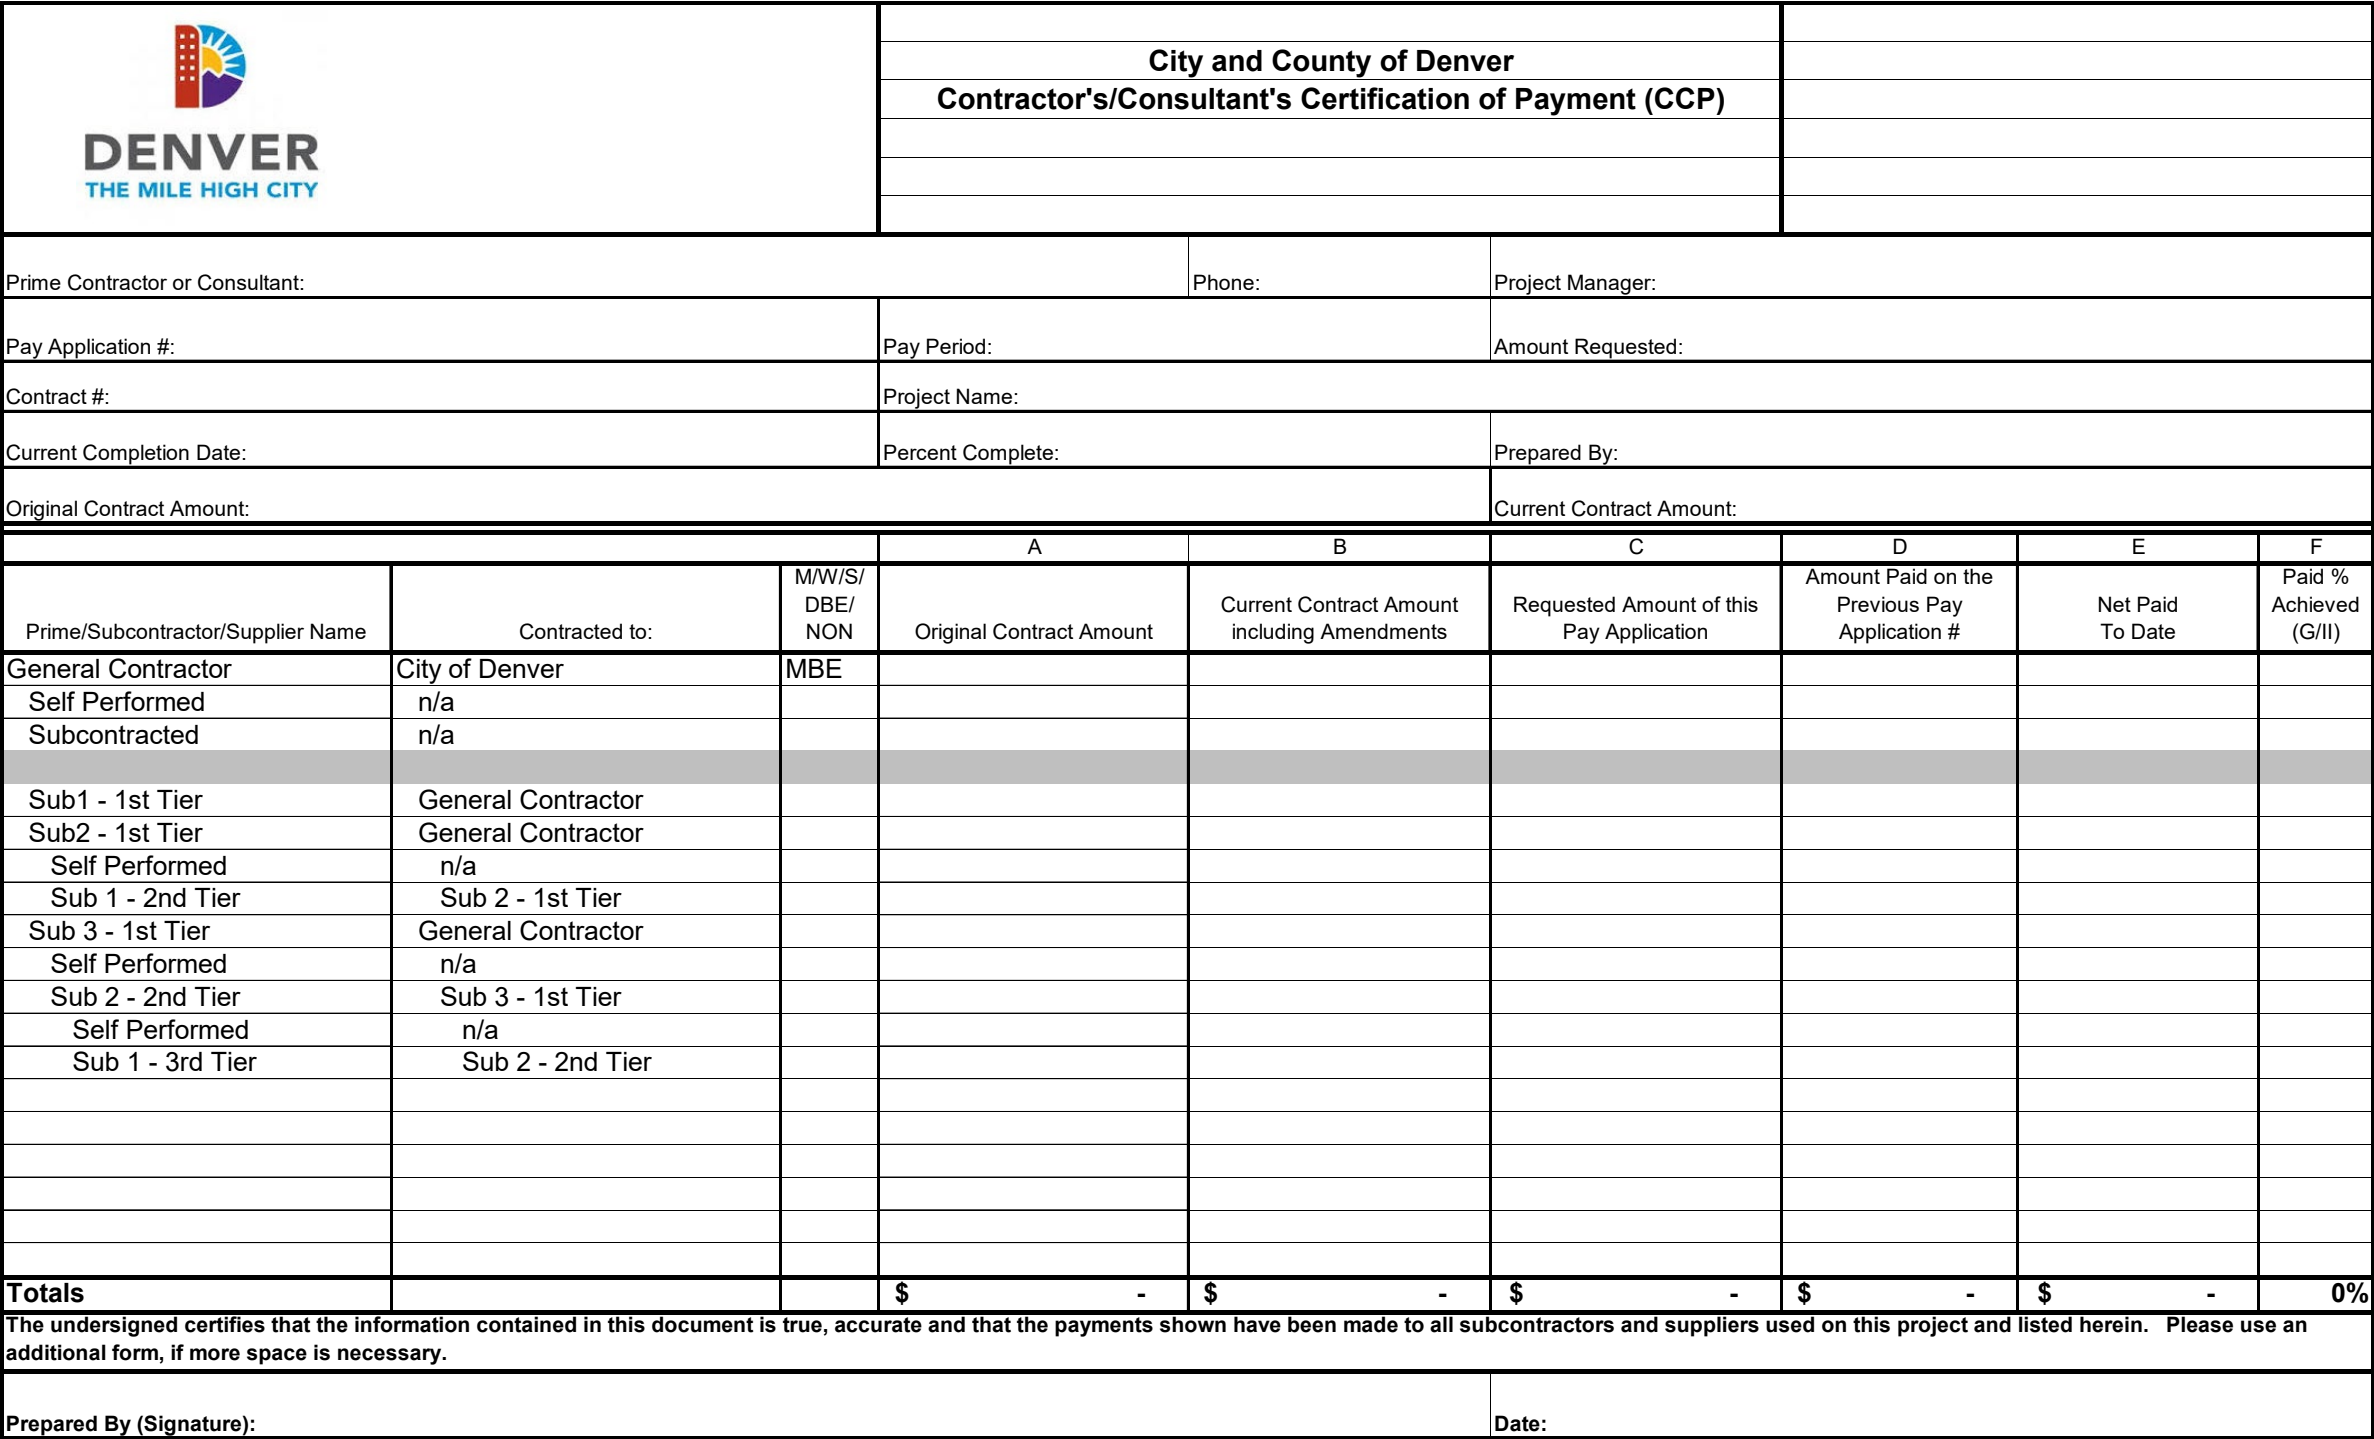 DENVER
THE MILE HIGH CITY
City and County of Denver
Contractor's/Consultant's Certification of Payment (CCP)
Prime Contractor or Consultant: Phone: Project Manager:
Pay Application #: Pay Period: Amount Requested:
Contract #: Project Name:
Current Completion Date: Percent Complete: Prepared By:
Original Contract Amount: Current Contract Amount:
A B C D E F
M/W/S/ Amount Paid on the Paid %
DBE/ Current Contract Amount Requested Amount of this Previous Pay Net Paid Achieved
Prime/Subcontractor/Supplier Name Contracted to: NON Original Contract Amount including Amendments Pay Application Application # To Date (G/II)
General Contractor City of Denver MBE
Self Performed n/a
Subcontracted n/a
Sub1 - 1st Tier General Contractor
Sub2 - 1st Tier General Contractor
Self Performed n/a
Sub 1 - 2nd Tier Sub 2 - 1st Tier
Sub 3 - 1st Tier General Contractor
Self Performed n/a
Sub 2 - 2nd Tier Sub 3 - 1st Tier
Self Performed n/a
Sub 1 - 3rd Tier Sub 2 - 2nd Tier
Totals $ - $ - $ - $ - $ - 0%
The undersigned certifies that the information contained in this document is true, accurate and that the payments shown have been made to all subcontractors and suppliers used on this project and listed herein. Please use an
additional form, if more space is necessary.
Prepared By (Signature): Date: